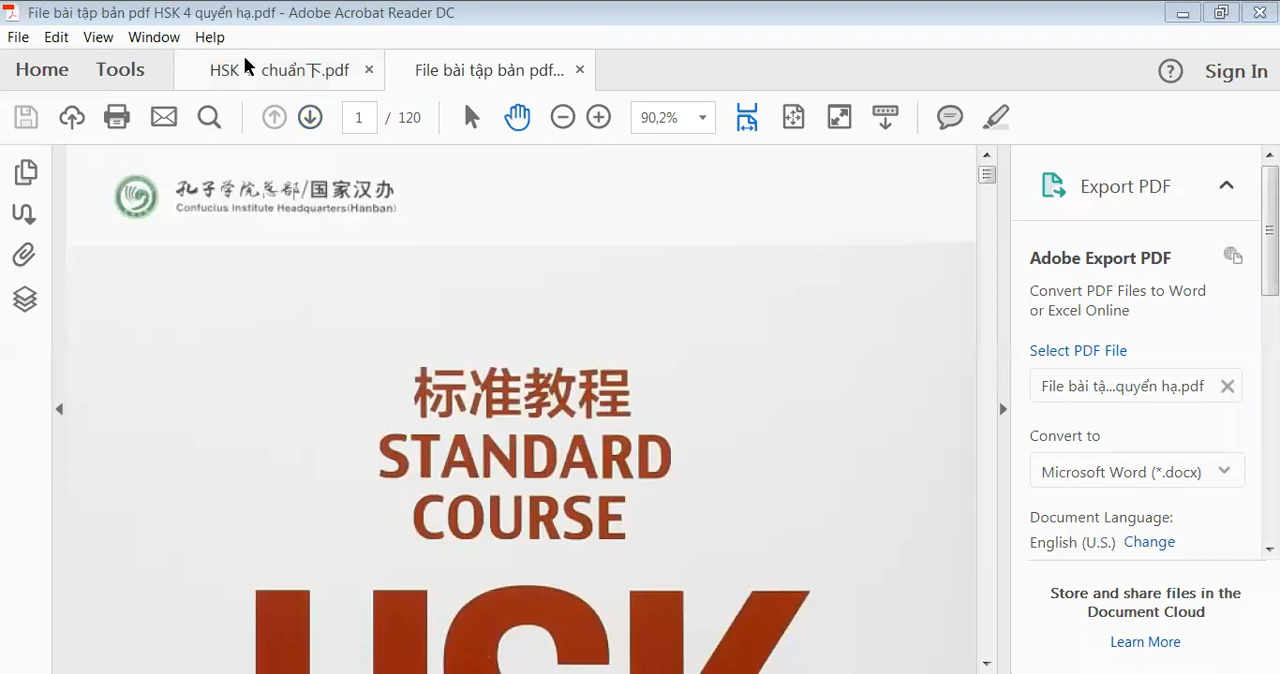 File bài tập bản pdf HSK 4 quyển hạ.pdf - Adobe Acrobat Reader DC
File Edit View Window Help
Home Tools HSK chuẩn下.pdf × File bài tập bản pdf... × Sign In
1 / 120 90,2%
孔子学院总部/国家汉办
Confucius Institute Headquarters(Hanban)
标准教程
STANDARD
COURSE
HSK
Export PDF
Adobe Export PDF
Convert PDF Files to Word
or Excel Online
Select PDF File
File bài tậ...quyển hạ.pdf
Convert to
Microsoft Word (*.docx)
Document Language:
English (U.S.) Change
Store and share files in the
Document Cloud
Learn More